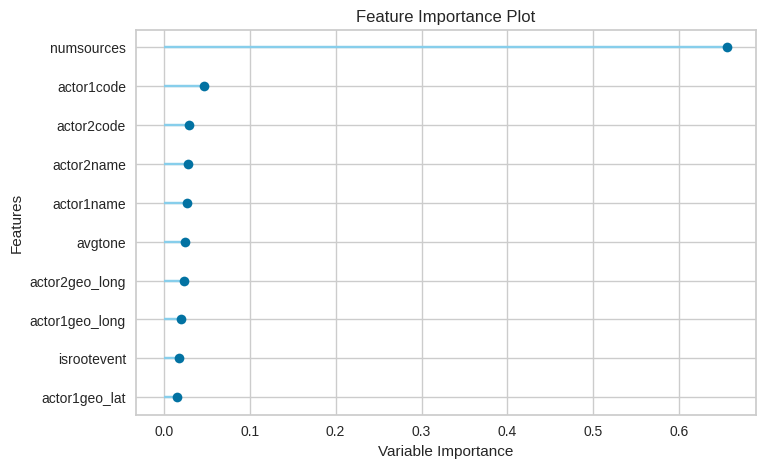 Feature Importance Plot
numsources
actor1code
actor2code
actor2name
actor1name
avgtone
actor2geo_long
actor1geo_long
isrootevent
actor1geo_lat
Features
0.0 0.1 0.2 0.3 0.4 0.5 0.6
Variable Importance